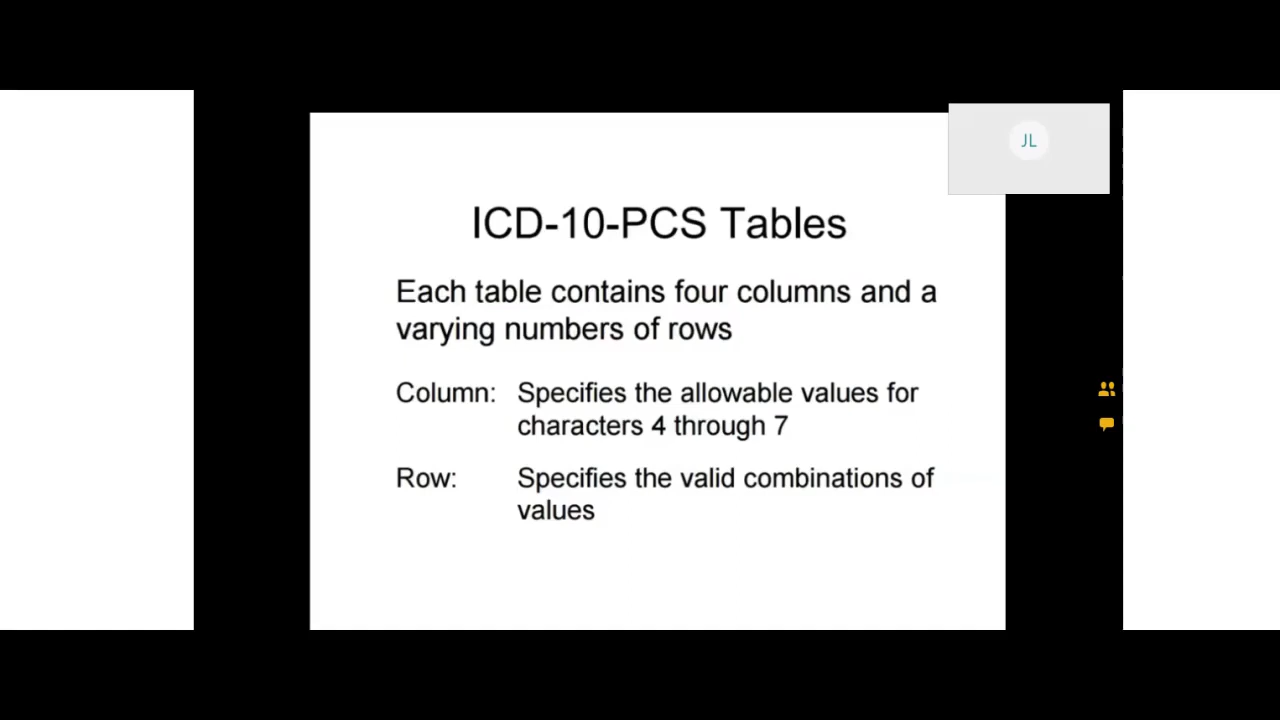 JL
ICD-10-PCS Tables
Each table contains four columns and a
varying numbers of rows
Column: Specifies the allowable values for
characters 4 through 7
Row: Specifies the valid combinations of
values